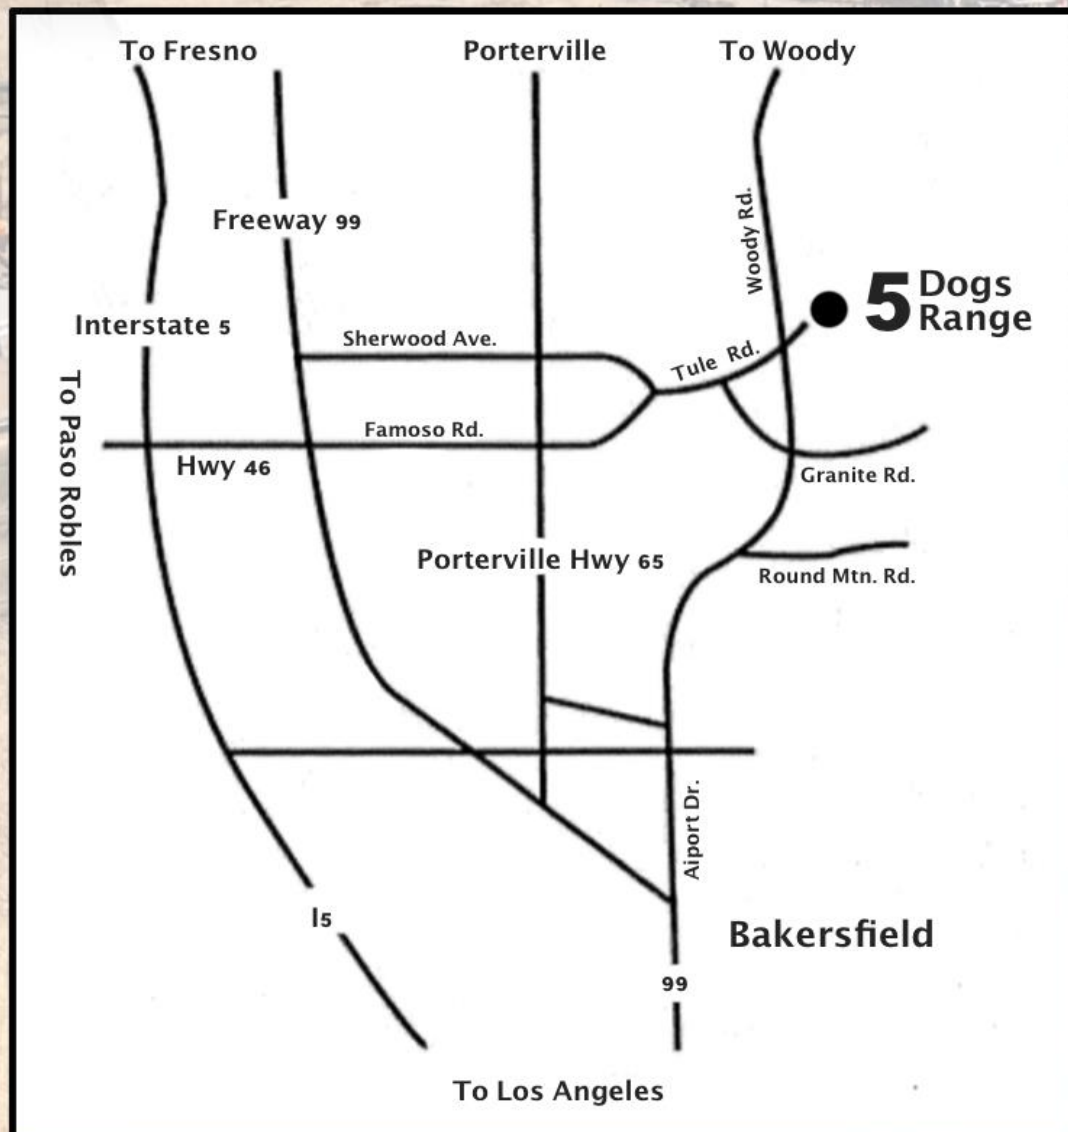 To Fresno
Porterville
To Woody
Woody Rd.
Freeway 99
5 Dogs
Range
Interstate 5
Sherwood Ave.
Tule Rd.
To Paso Robles
Famoso Rd.
Hwy 46
Granite Rd.
Porterville Hwy 65
Round Mtn. Rd.
Aiport Dr.
I5
Bakersfield
99
To Los Angeles